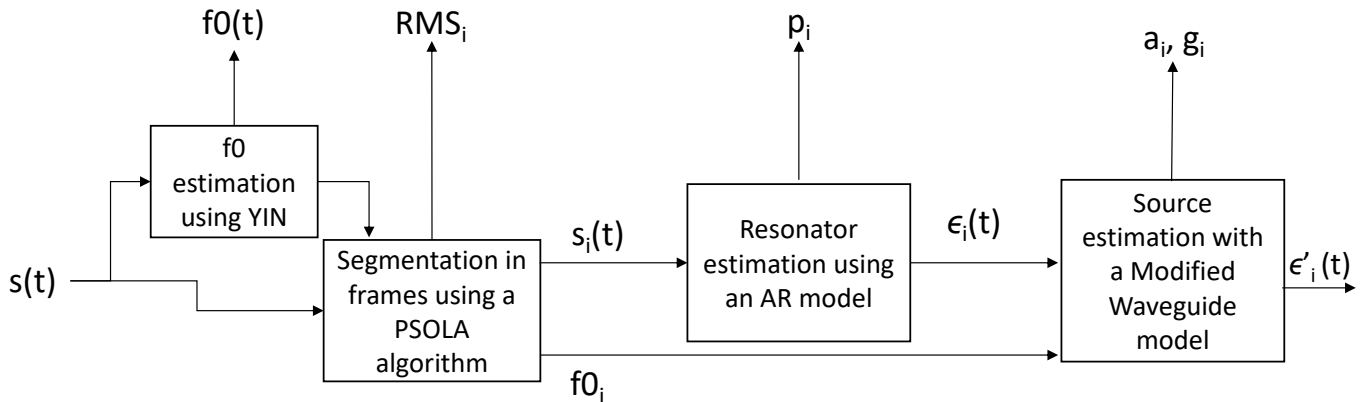 f0(t)
RMSᵢ
pᵢ
aᵢ, gᵢ
f0
estimation
using YIN
s(t)
Segmentation in
frames using a
PSOLA
algorithm
sᵢ(t)
f0ᵢ
Resonator
estimation using
an AR model
ϵᵢ(t)
Source
estimation with
a Modified
Waveguide
model
ϵ'ᵢ(t)